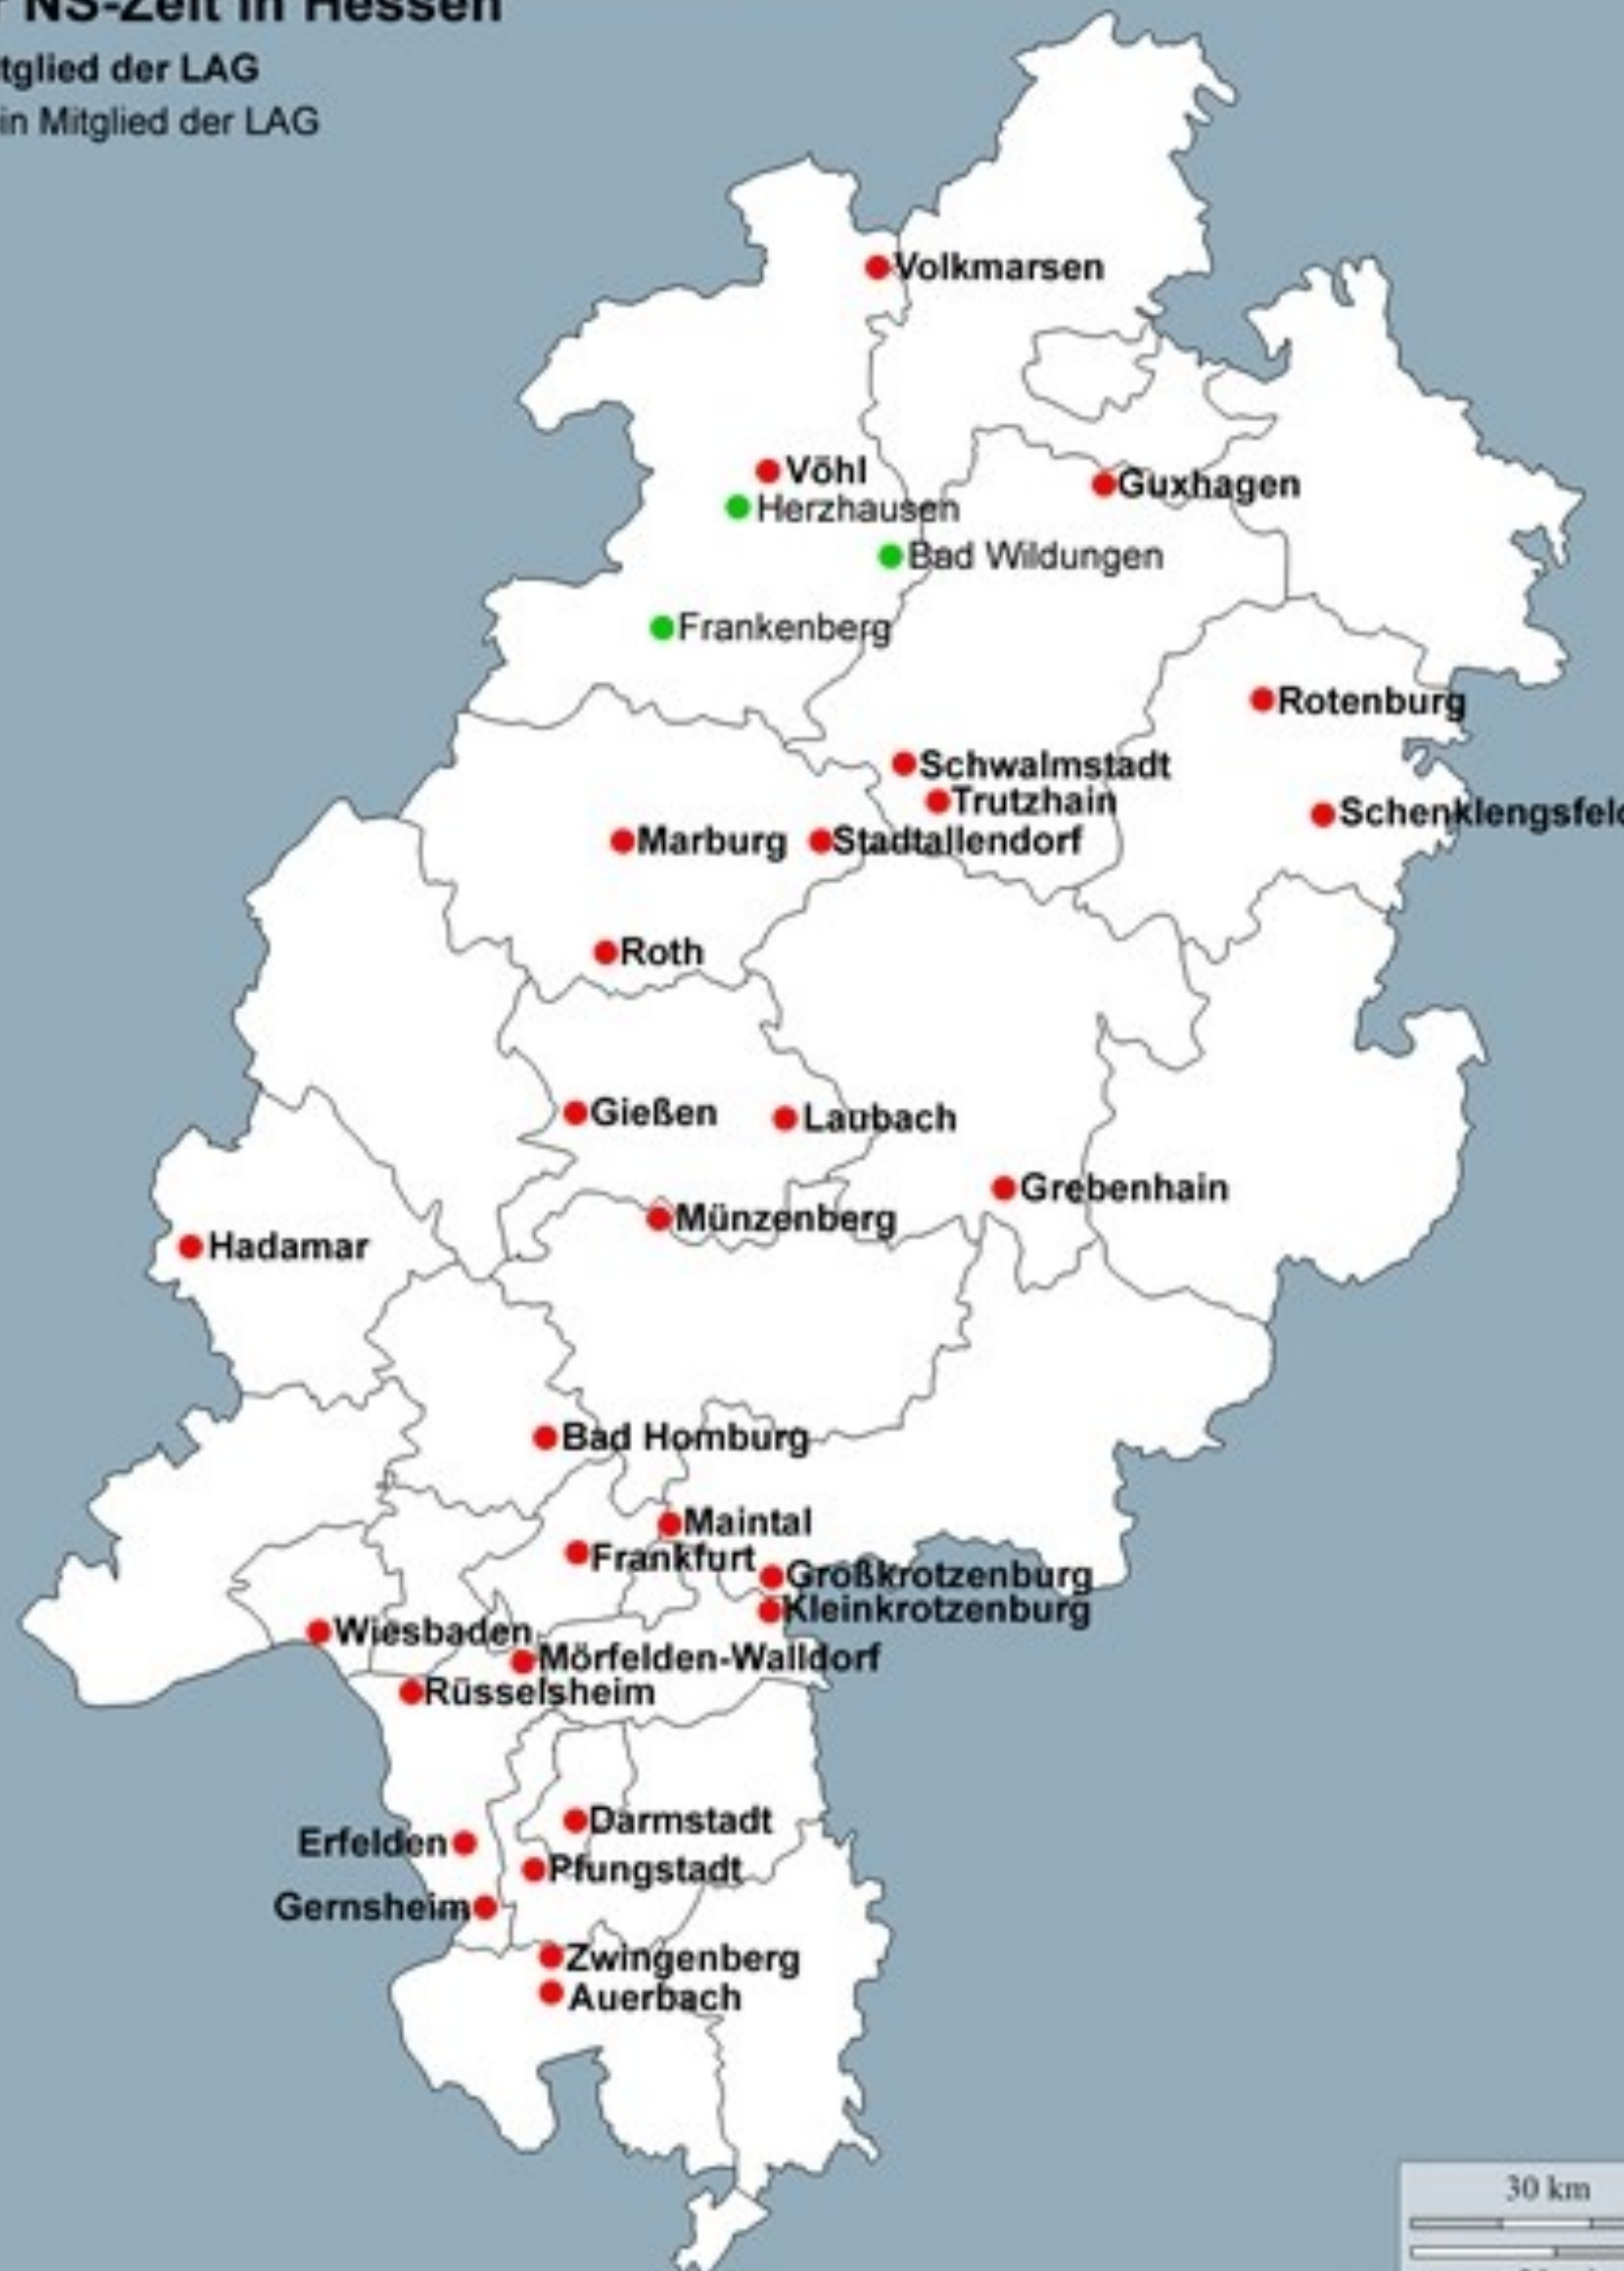 NS-Zeit in Hessen
tglied der LAG
in Mitglied der LAG
Volkmarsen
Vöhl
Guxhagen
Herzhausen
Bad Wildungen
Frankenberg
Rotenburg
Schwalmstadt
Trutzhain
Schenklengsfeld
Marburg
Stadtallendorf
Roth
Gießen
Laubach
Grebenhain
Münzenberg
Hadamar
Bad Homburg
Maintal
Frankfurt
Großkrotzenburg
Kleinkrotzenburg
Wiesbaden
Mörfelden-Walldorf
Rüsselsheim
Darmstadt
Erfelden
Pfungstadt
Gernsheim
Zwingenberg
Auerbach
30 km